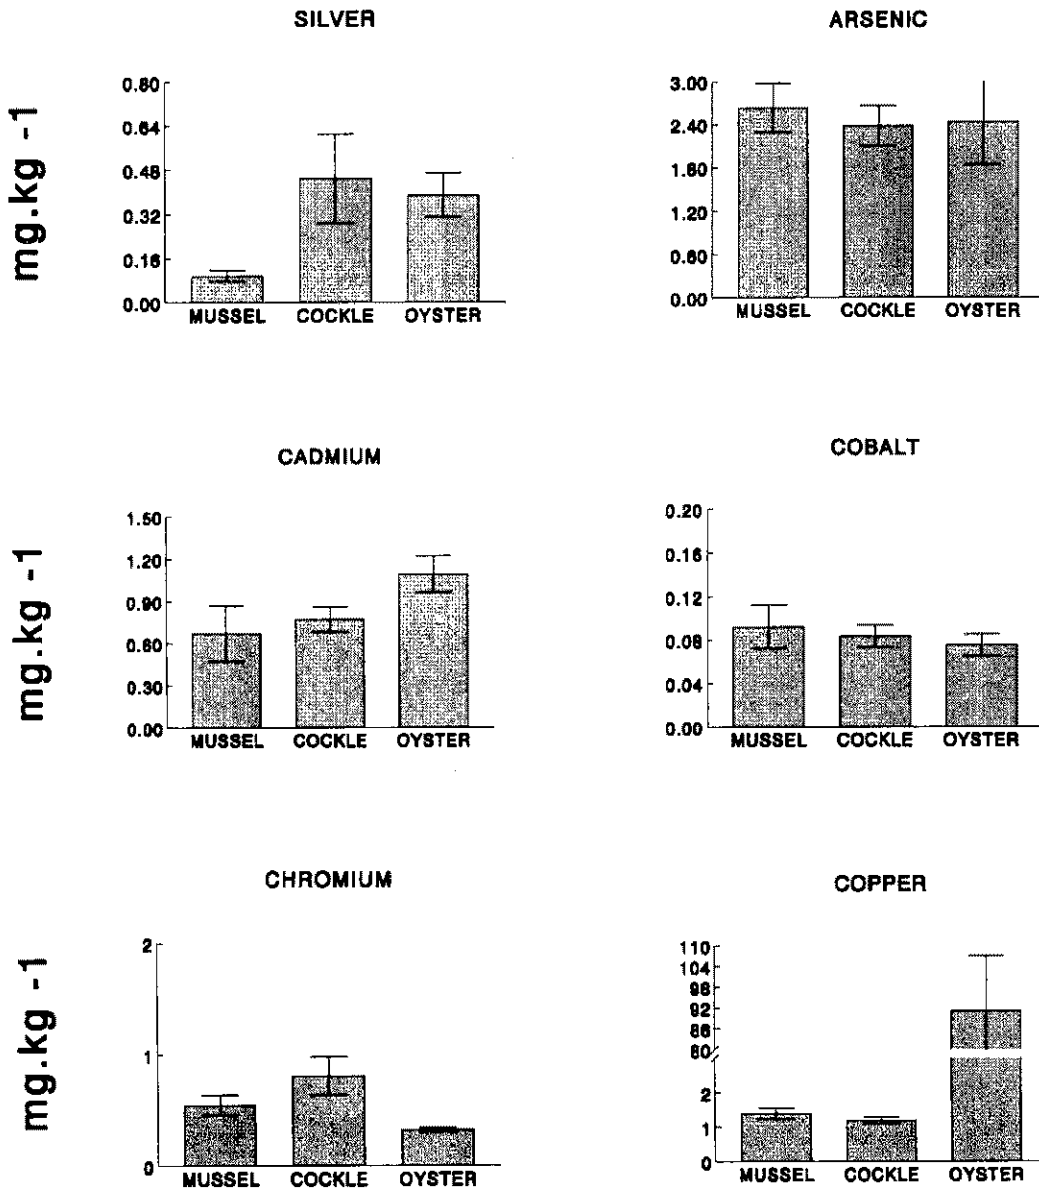 SILVER
mg.kg -1
0.80
0.64
0.48
0.32
0.16
0.00
MUSSEL COCKLE OYSTER
ARSENIC
3.00
2.40
1.80
1.20
0.60
0.00
MUSSEL COCKLE OYSTER
CADMIUM
mg.kg -1
1.50
1.20
0.90
0.60
0.30
0.00
MUSSEL COCKLE OYSTER
COBALT
0.20
0.16
0.12
0.08
0.04
0.00
MUSSEL COCKLE OYSTER
CHROMIUM
mg.kg -1
2
1
0
MUSSEL COCKLE OYSTER
COPPER
110
104
98
92
86
80
2
1
0
MUSSEL COCKLE OYSTER